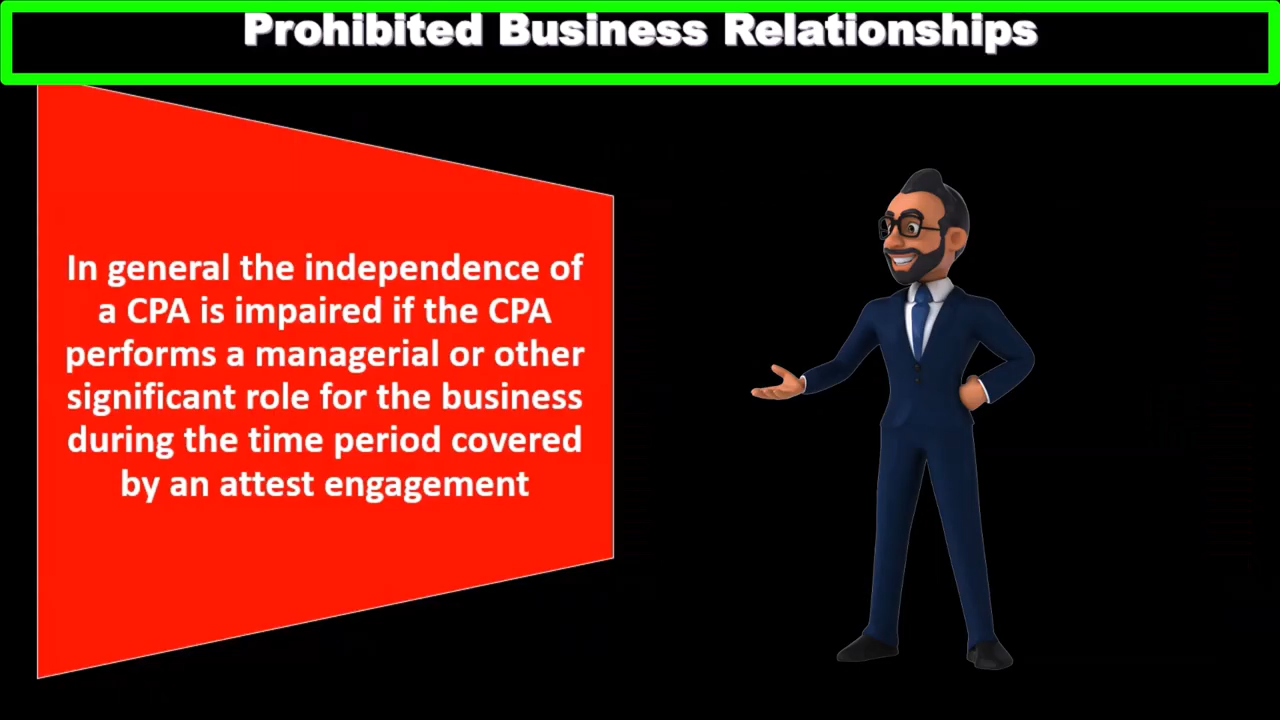 Prohibited Business Relationships
In general the independence of
a CPA is impaired if the CPA
performs a managerial or other
significant role for the business
during the time period covered
by an attest engagement